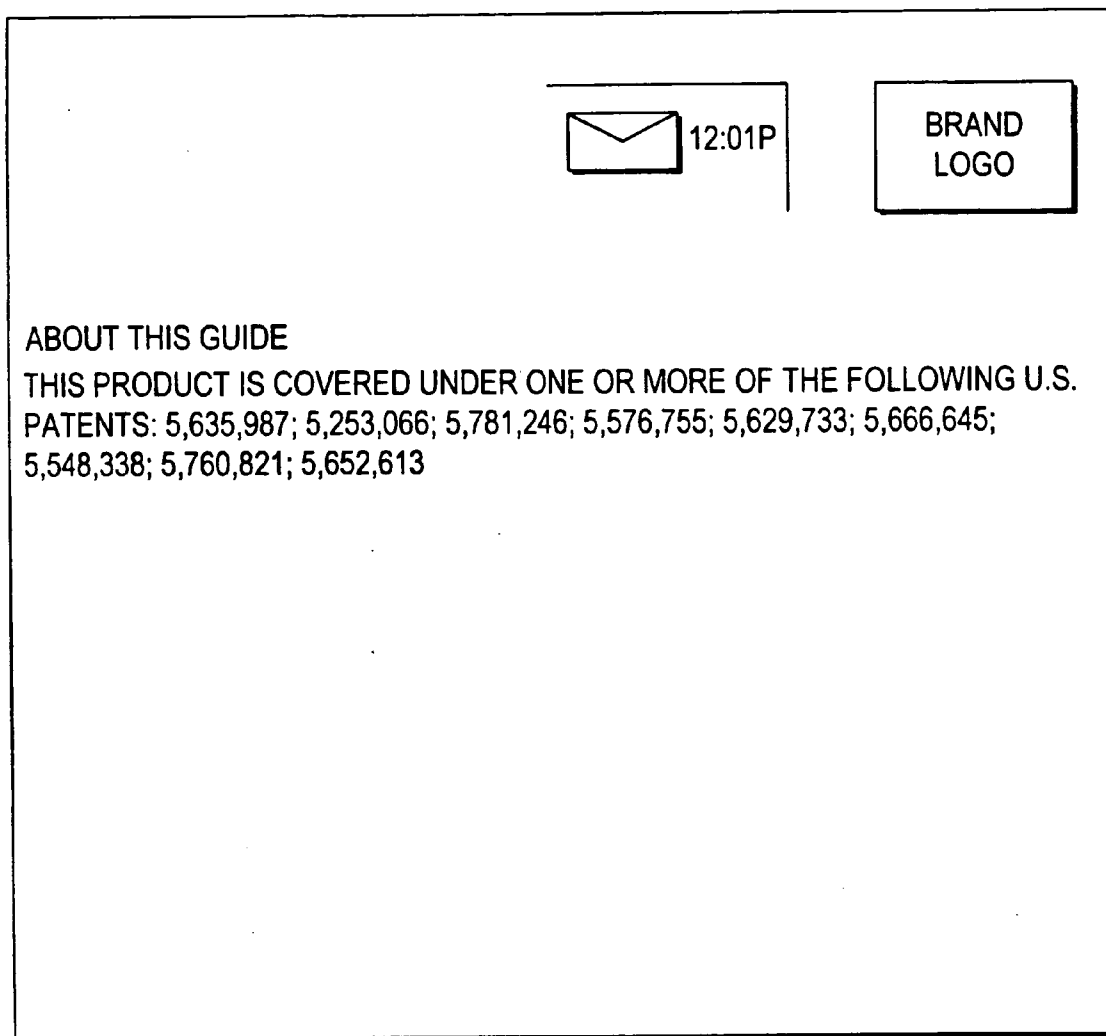 12:01P
BRAND
LOGO
ABOUT THIS GUIDE
THIS PRODUCT IS COVERED UNDER ONE OR MORE OF THE FOLLOWING U.S.
PATENTS: 5,635,987; 5,253,066; 5,781,246; 5,576,755; 5,629,733; 5,666,645;
5,548,338; 5,760,821; 5,652,613